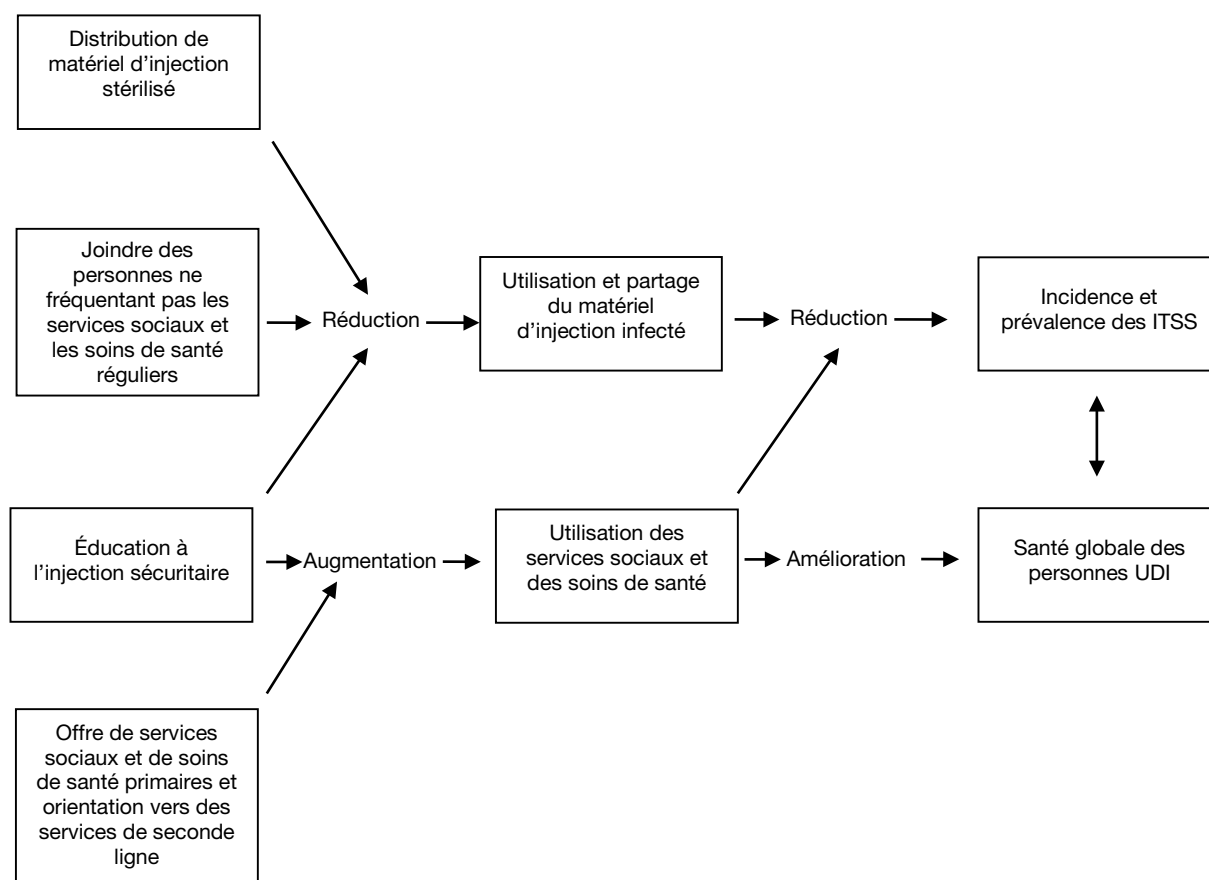 Distribution de
matériel d’injection
stérilisé
Joindre des
personnes ne
fréquentant pas les
services sociaux et
les soins de santé
réguliers
Réduction
Utilisation et partage
du matériel
d’injection infecté
Réduction
Incidence et
prévalence des ITSS
Éducation à
l’injection sécuritaire
Augmentation
Utilisation des
services sociaux et
des soins de santé
Amélioration
Santé globale des
personnes UDI
Offre de services
sociaux et de soins
de santé primaires et
orientation vers des
services de seconde
ligne